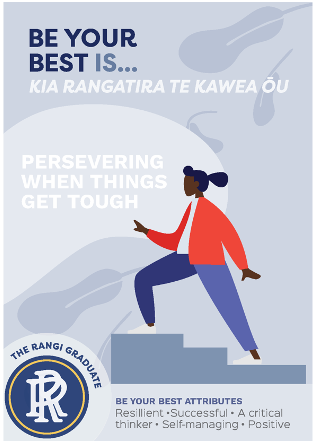 BE YOUR
BEST IS...
KIA RANGATIRA TE KAWEA ŌU
PERSEVERING
WHEN THINGS
GET TOUGH
THE RANGI GRADUATE
R
BE YOUR BEST ATTRIBUTES
Resilient •Successful • A critical
thinker • Self-managing • Positive